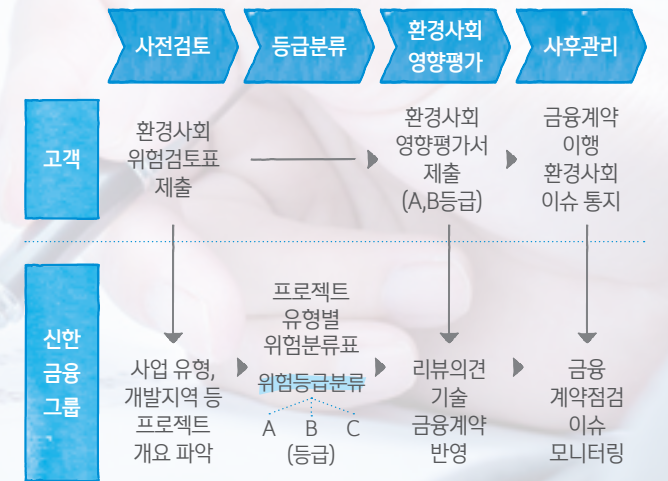 사전검토
등급분류
환경사회
영향평가
사후관리
고객
환경사회
위험검토표
제출
환경사회
영향평가서
제출
(A,B등급)
금융계약
이행
환경사회
이슈 통지
신한
금융
그룹
사업 유형,
개발지역 등
프로젝트
개요 파악
프로젝트
유형별
위험분류표
위험등급분류
A B C
(등급)
리뷰의견
기술
금융계약
반영
금융
계약점검
이슈
모니터링